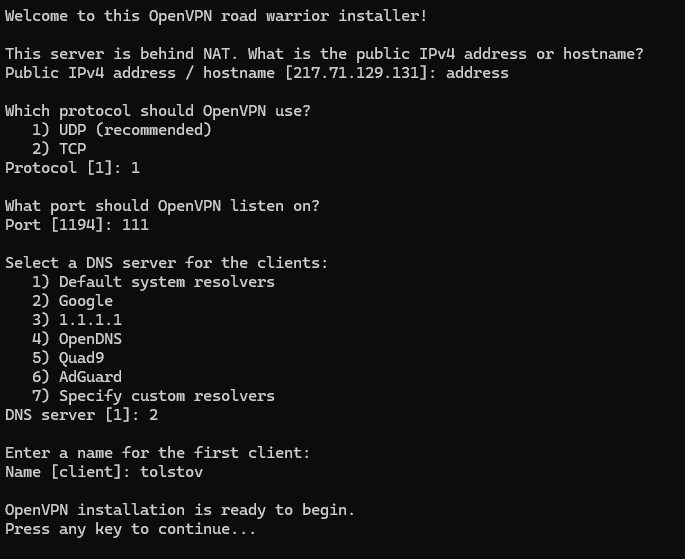 Welcome to this OpenVPN road warrior installer!
This server is behind NAT. What is the public IPv4 address or hostname?
Public IPv4 address / hostname [217.71.129.131]: address
Which protocol should OpenVPN use?
1) UDP (recommended)
2) TCP
Protocol [1]: 1
What port should OpenVPN listen on?
Port [1194]: 111
Select a DNS server for the clients:
1) Default system resolvers
2) Google
3) 1.1.1.1
4) OpenDNS
5) Quad9
6) AdGuard
7) Specify custom resolvers
DNS server [1]: 2
Enter a name for the first client:
Name [client]: tolstov
OpenVPN installation is ready to begin.
Press any key to continue...